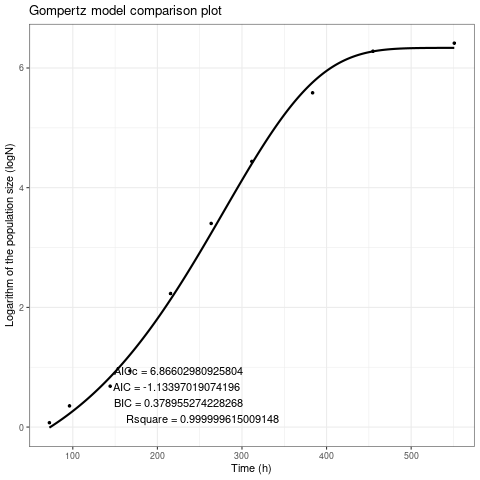 Gompertz model comparison plot
Logarithm of the population size (logN)
6
4
2
0
AICc = 6.86602980925804
AIC = -1.13397019074196
BIC = 0.378955274228268
Rsquare = 0.999999615009148
100 200 300 400 500
Time (h)